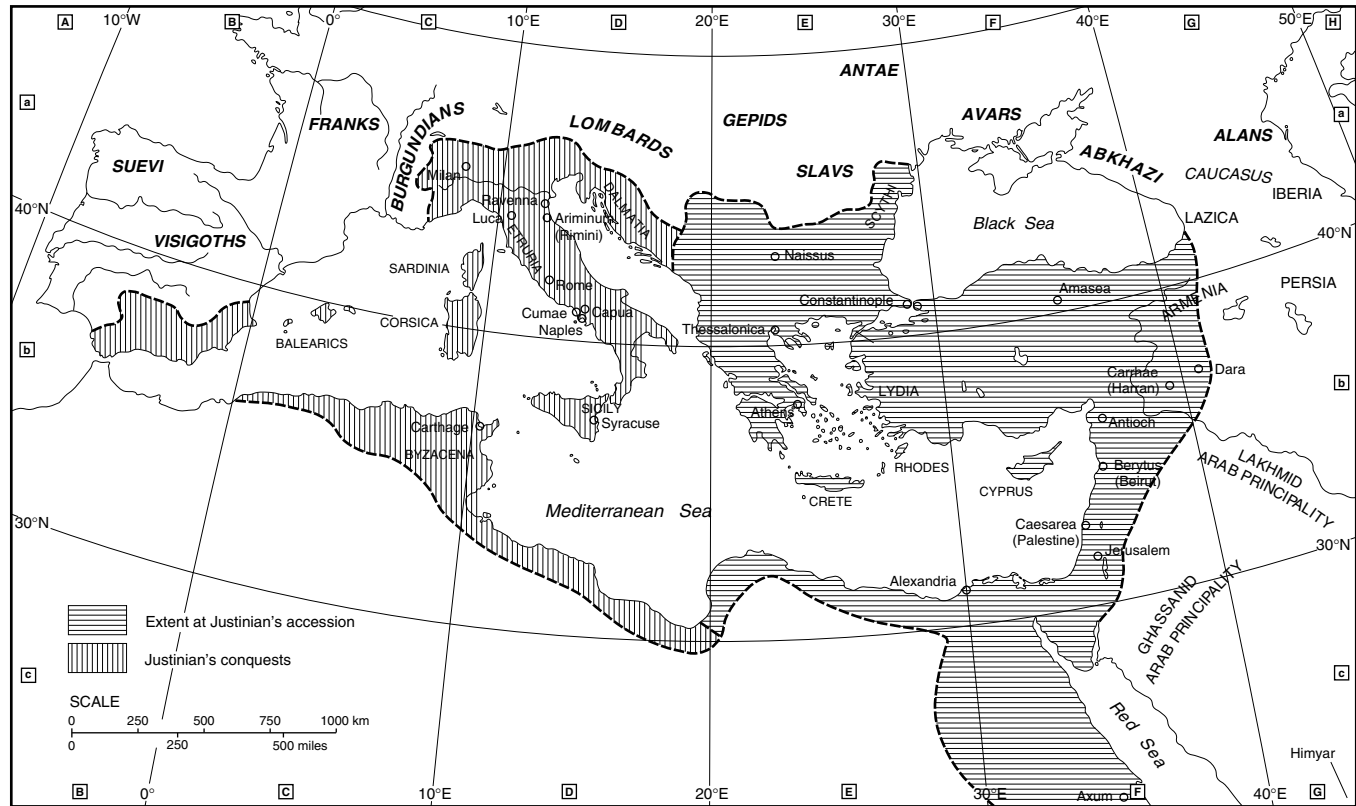 10°W
0°
10°E
20°E
30°E
40°E
50°E
A
B
C
D
E
F
G
H
a
a
ANTAE
FRANKS
BURGUNDIANS
LOMBARDS
GEPIDS
AVARS
ALANS
SUEVI
SLAVS
ABKHAZI
CAUCASUS
IBERIA
Milan
SCYTHI
40°N
VISIGOTHS
Ravenna
Luca
Ariminum
(Rimini)
DALMATIA
ETRURIA
Black Sea
LAZICA
40°N
SARDINIA
Naissus
Rome
PERSIA
Amasea
ARMENIA
CORSICA
Cumae
Capua
Naples
Constantinople
Thessalonica
BALEARICS
b
b
Carrhae
(Harran)
Dara
LYDIA
SICILY
Athens
Antioch
Carthage
Syracuse
BYZACENA
RHODES
CYPRUS
Berytus
(Beirut)
LAKHMID
ARAB PRINCIPALITY
CRETE
Mediterranean Sea
30°N
Caesarea
(Palestine)
Jerusalem
30°N
Alexandria
GHASSANID
ARAB PRINCIPALITY
Extent at Justinian's accession
Justinian's conquests
c
c
SCALE
0 250 500 750 1000 km
0 250 500 miles
Red Sea
Himyar
Axum
B
0°
C
10°E
D
20°E
E
30°E
F
40°E
G